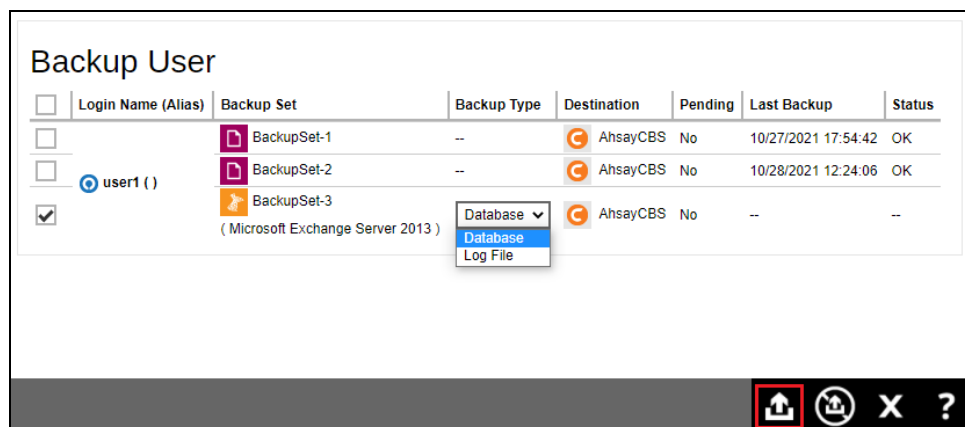 Backup User
Login Name (Alias) Backup Set Backup Type Destination Pending Last Backup Status
BackupSet-1 -- AhsayCBS No 10/27/2021 17:54:42 OK
BackupSet-2 -- AhsayCBS No 10/28/2021 12:24:06 OK
user1 ( )
BackupSet-3
( Microsoft Exchange Server 2013 ) Database AhsayCBS No -- --
Database
Log File
X ?